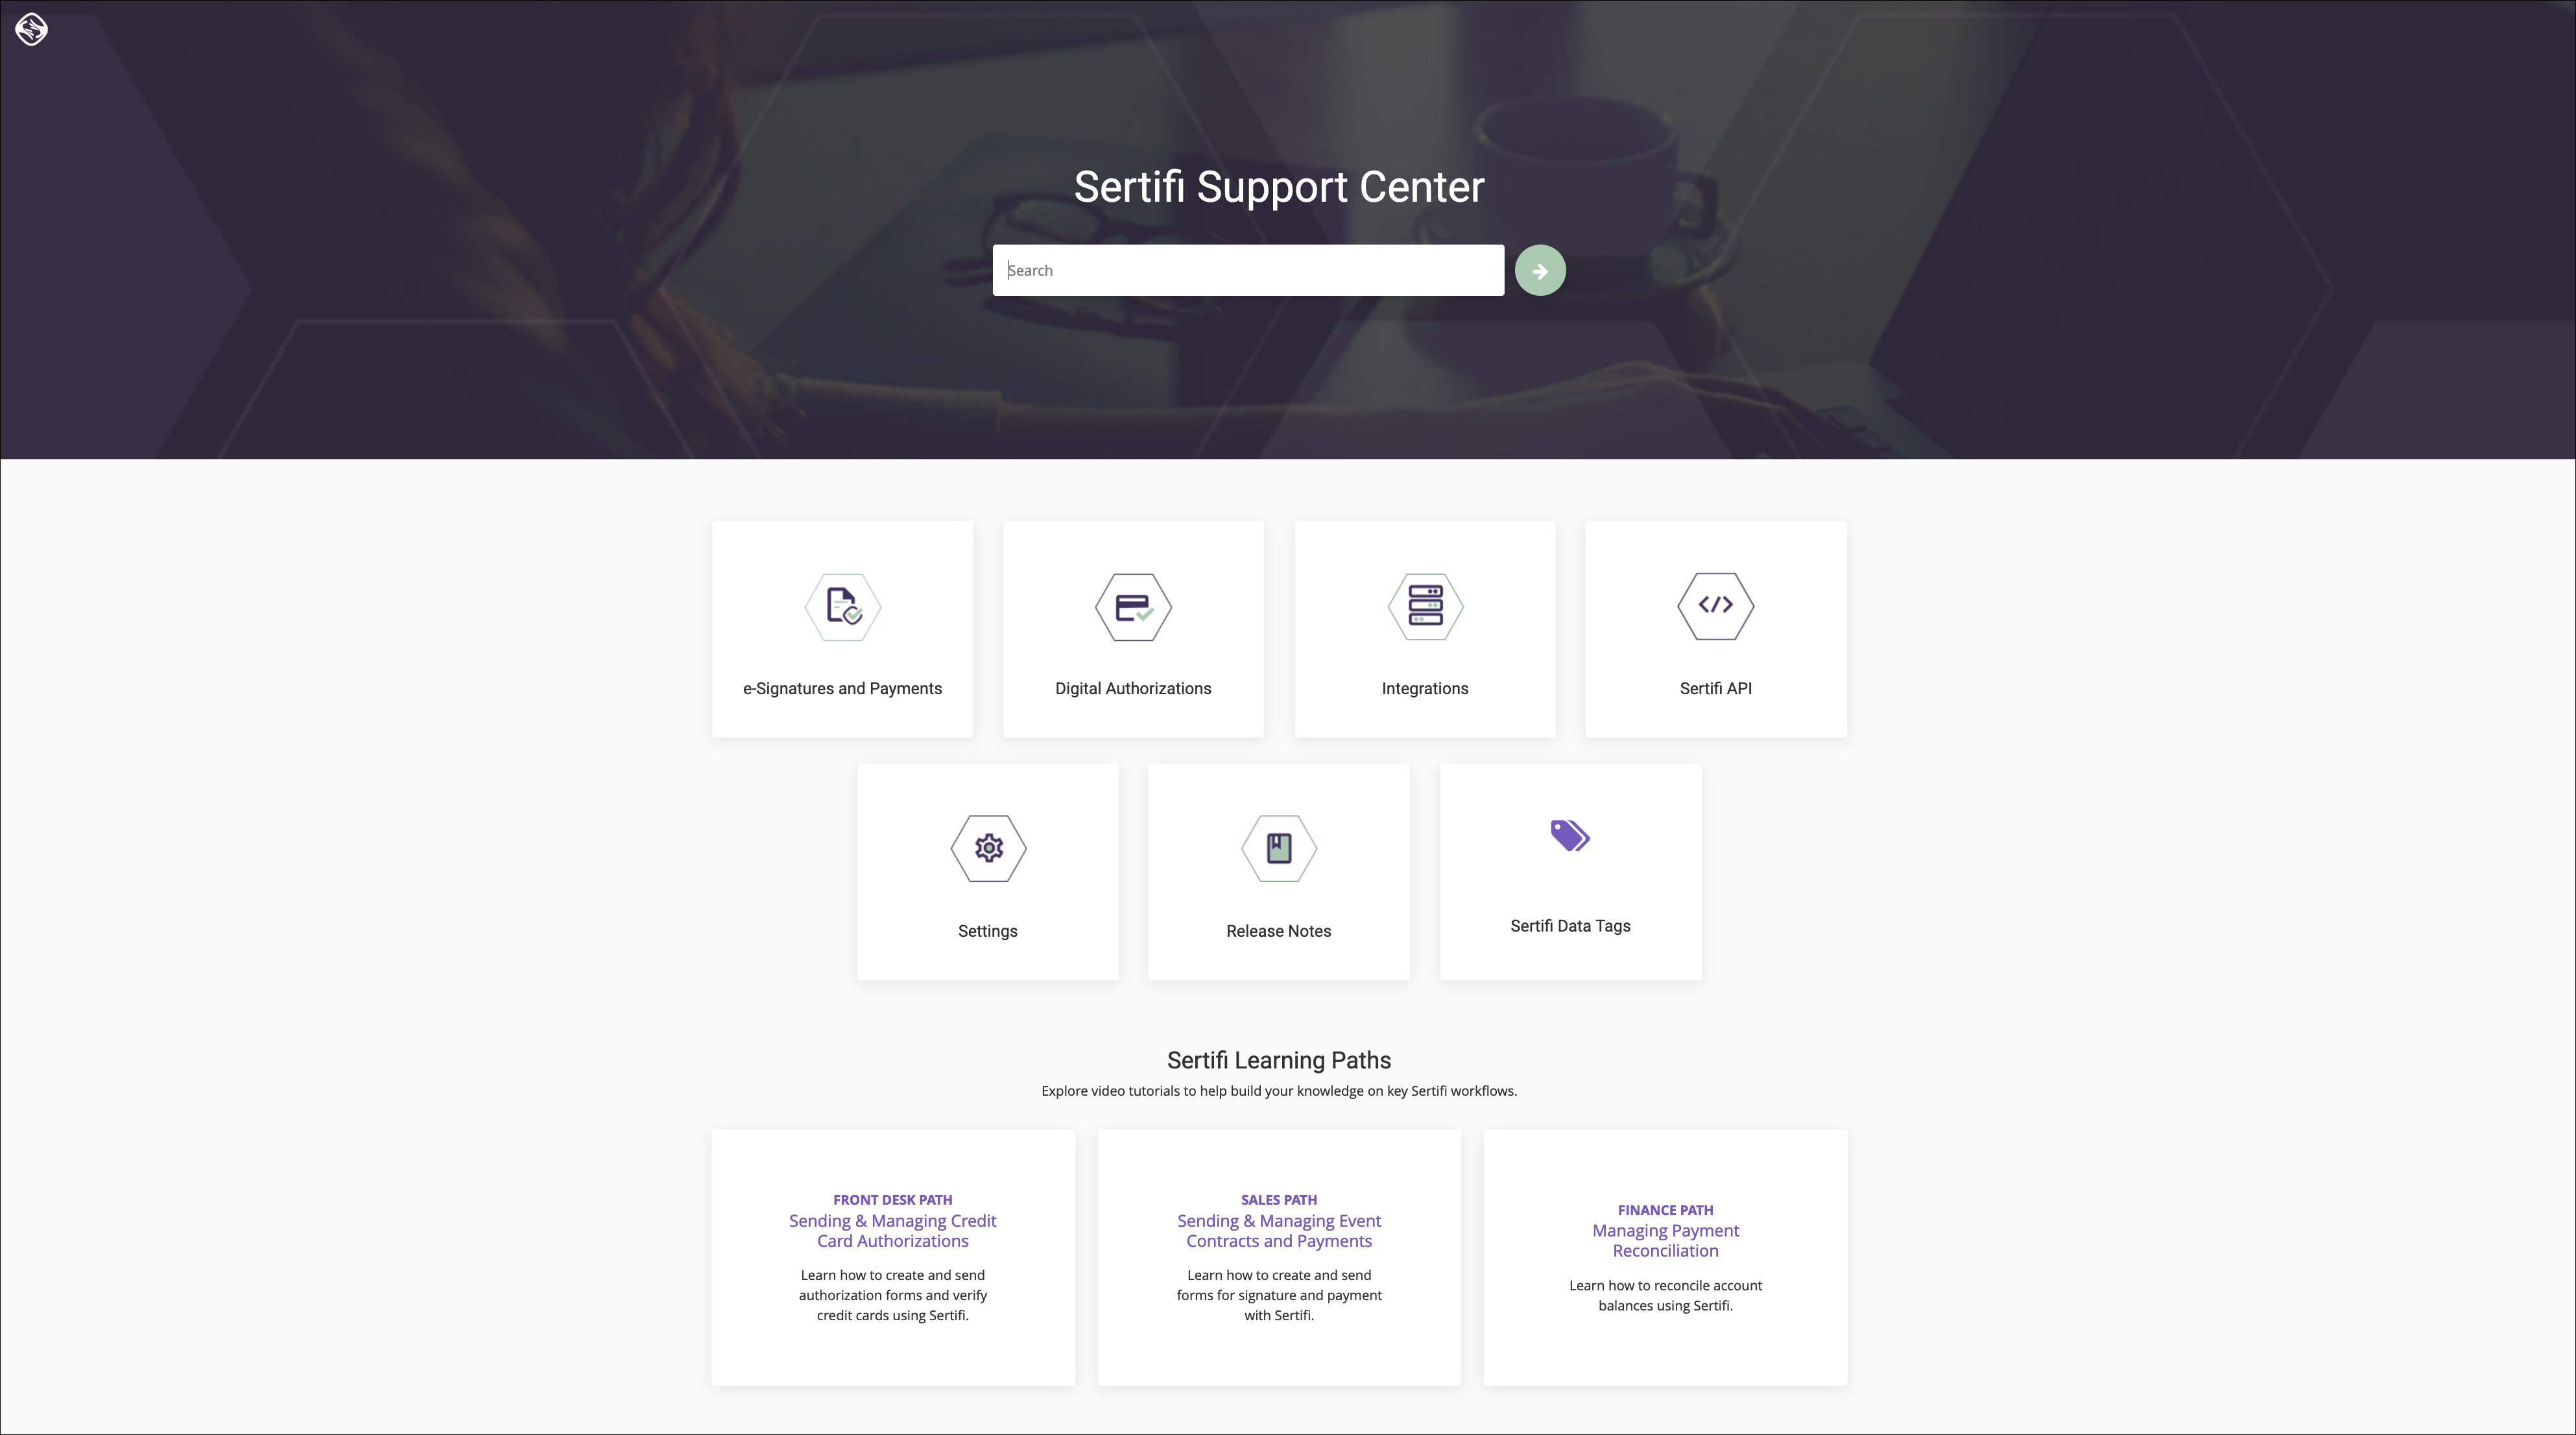 Sertifi Support Center
Search
e-Signatures and Payments
Digital Authorizations
Integrations
Sertifi API
Settings
Release Notes
Sertifi Data Tags
Sertifi Learning Paths
Explore video tutorials to help build your knowledge on key Sertifi workflows.
FRONT DESK PATH
Sending & Managing Credit
Card Authorizations
Learn how to create and send
authorization forms and verify
credit cards using Sertifi.
SALES PATH
Sending & Managing Event
Contracts and Payments
Learn how to create and send
forms for signature and payment
with Sertifi.
FINANCE PATH
Managing Payment
Reconciliation
Learn how to reconcile account
balances using Sertifi.